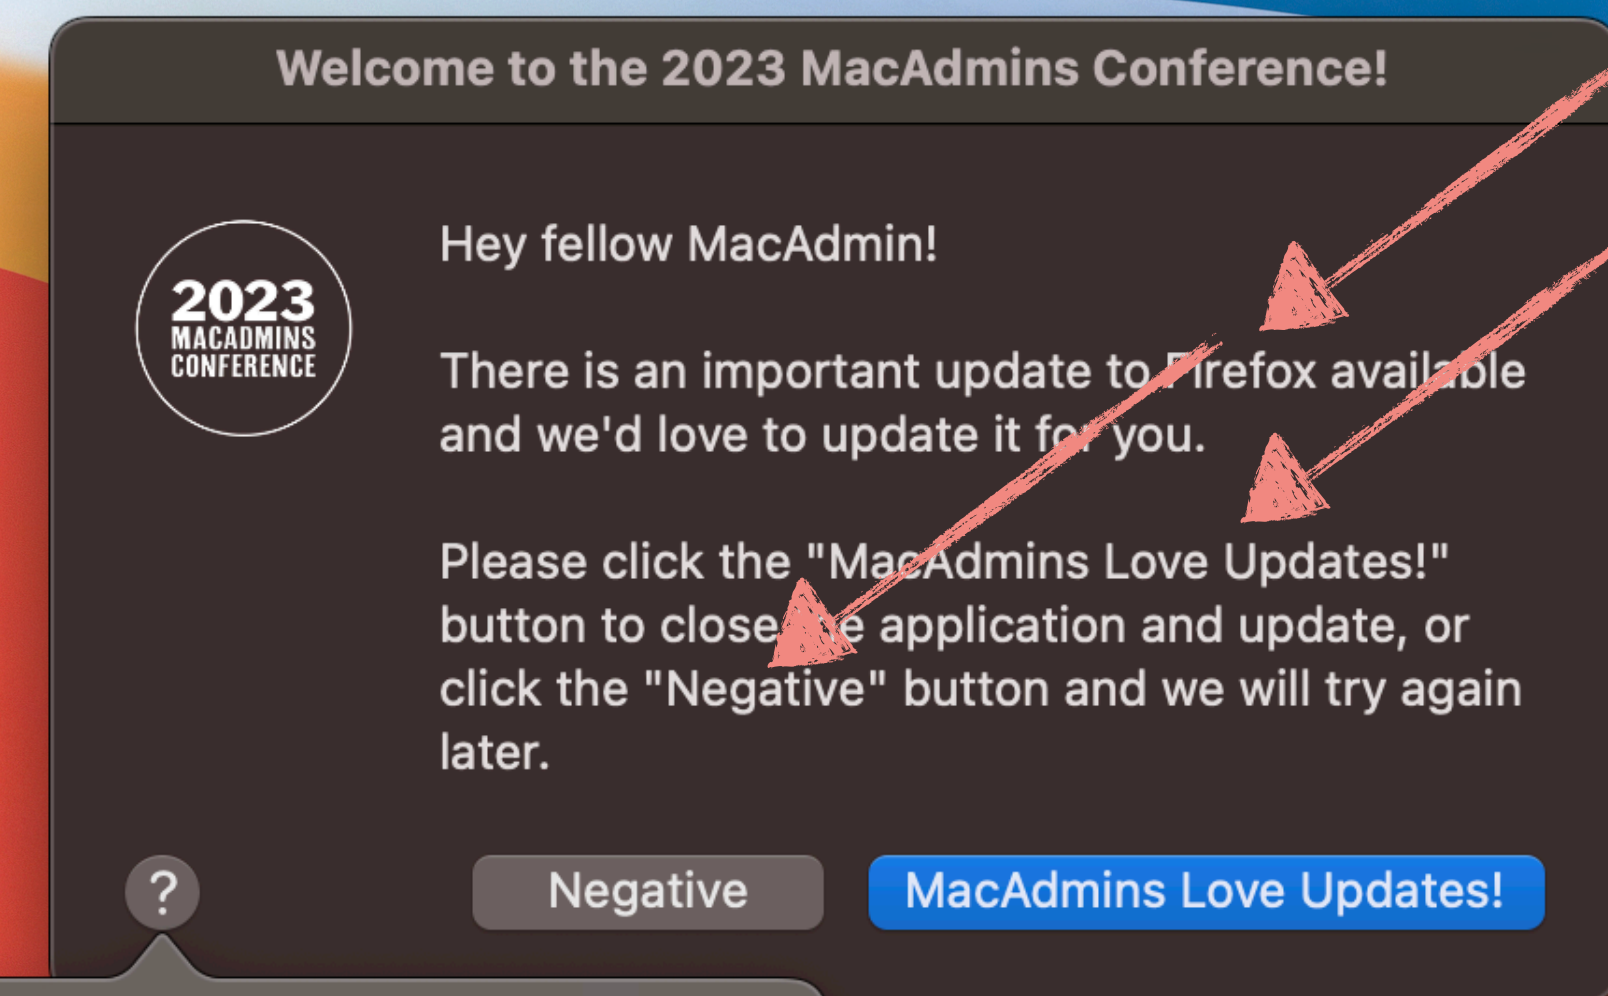 Welcome to the 2023 MacAdmins Conference!
2023
MACADMINS
CONFERENCE
Hey fellow MacAdmin!
There is an important update to Firefox available
and we'd love to update it for you.
Please click the "MacAdmins Love Updates!"
button to close application and update, or
click the "Negative" button and we will try again
later.
?
Negative
MacAdmins Love Updates!